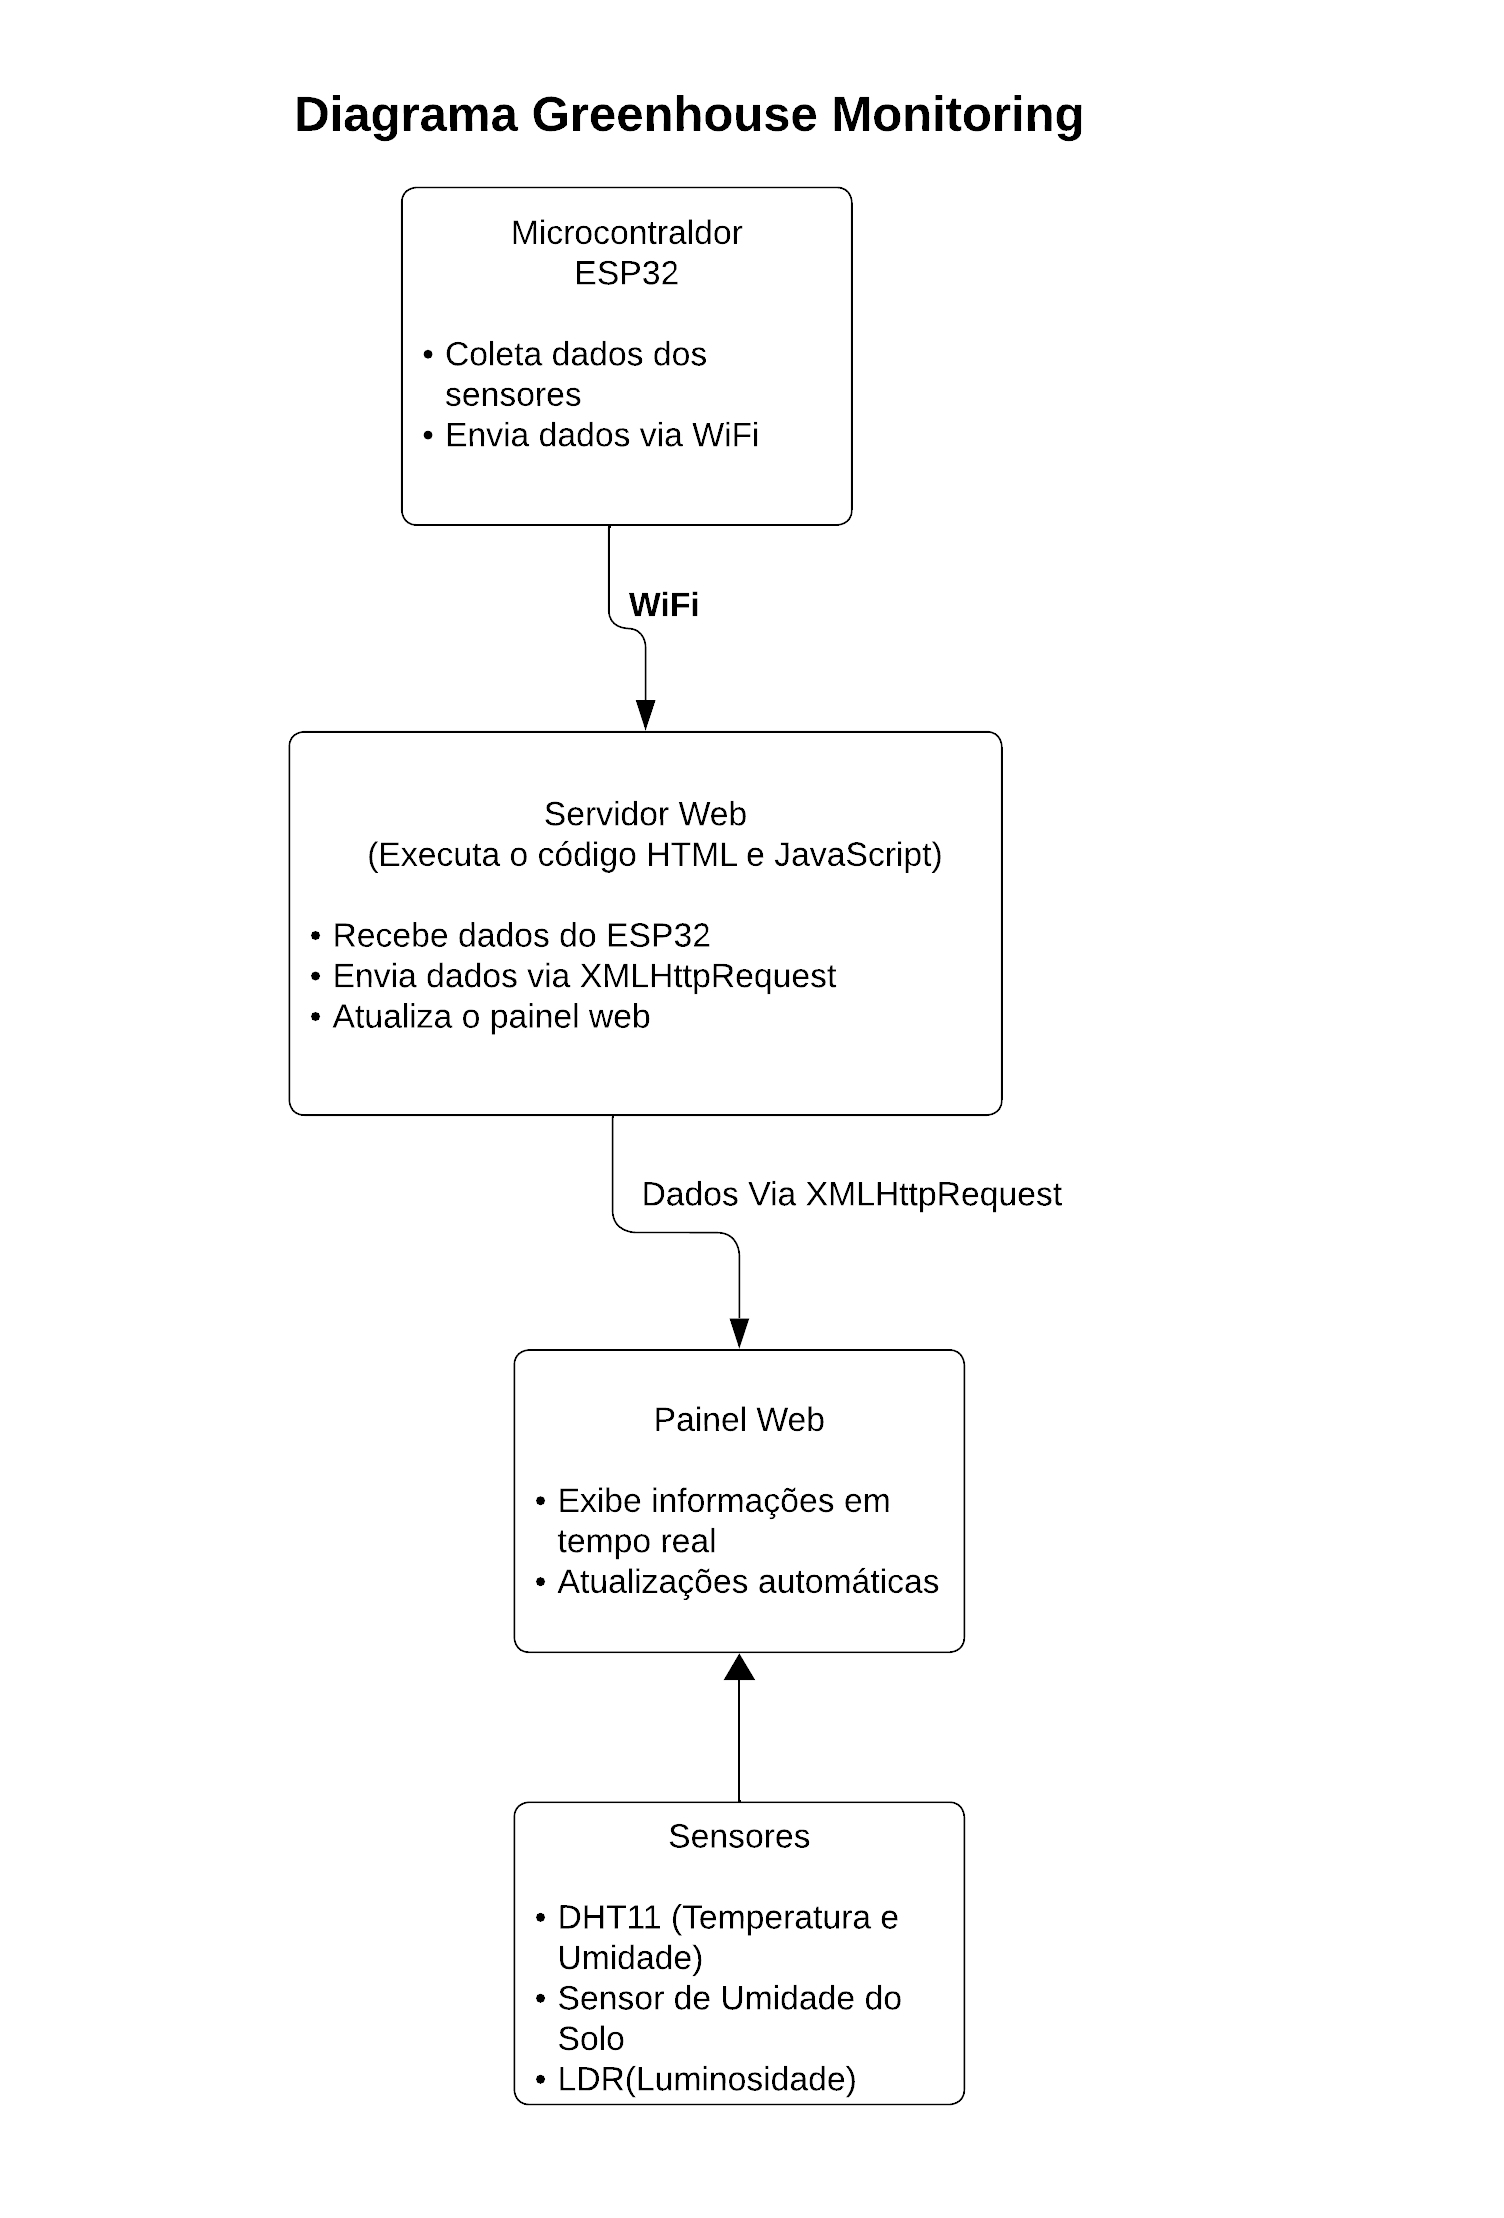 Diagrama Greenhouse Monitoring
Microcontraldor
ESP32
• Coleta dados dos
sensores
• Envia dados via WiFi
WiFi
Servidor Web
(Executa o código HTML e JavaScript)
• Recebe dados do ESP32
• Envia dados via XMLHttpRequest
• Atualiza o painel web
Dados Via XMLHttpRequest
Painel Web
• Exibe informações em
tempo real
• Atualizações automáticas
Sensores
• DHT11 (Temperatura e
Umidade)
• Sensor de Umidade do
Solo
• LDR(Luminosidade)